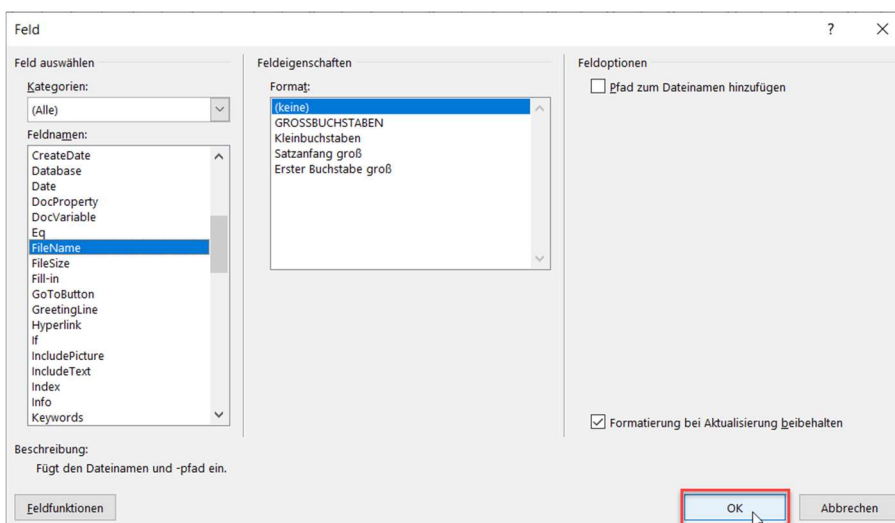 Feld
?
Feld auswählen
Kategorien:
(Alle)
Feldnamen:
CreateDate
Database
Date
DocProperty
DocVariable
Eq
FileName
FileSize
Fill-in
GoToButton
GreetingLine
Hyperlink
If
IncludePicture
IncludeText
Index
Info
Keywords
Feldeigenschaften
Format:
(keine)
GROSSBUCHSTABEN
Kleinbuchstaben
Satzanfang groß
Erster Buchstabe groß
Feldoptionen
Pfad zum Dateinamen hinzufügen
Formatierung bei Aktualisierung beibehalten
Beschreibung:
Fügt den Dateinamen und -pfad ein.
Feldfunktionen
OK
Abbrechen